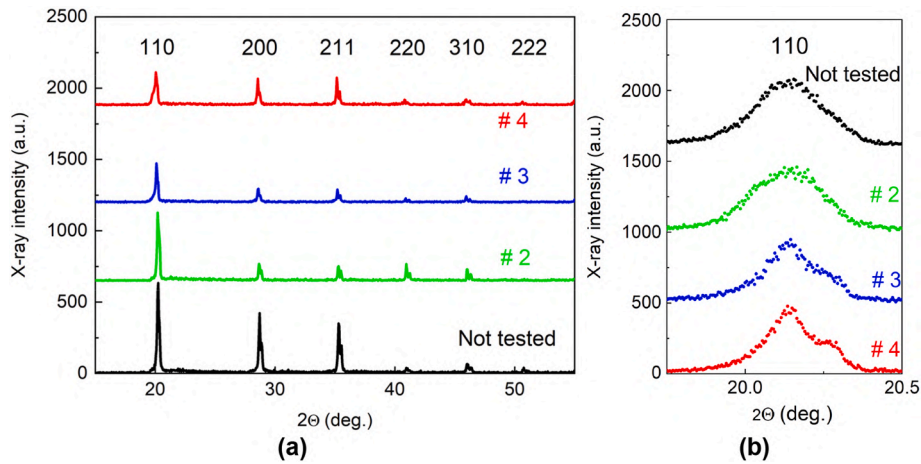 2500
2000
1500
1000
500
0
X-ray intensity (a.u.)
110 200 211 220 310 222
# 4
# 3
# 2
Not tested
20 30 40 50
2Θ (deg.)
(a)
2500
2000
1500
1000
500
0
X-ray intensity (a.u.)
110
Not tested
# 2
# 3
# 4
20.0 20.5
2Θ (deg.)
(b)